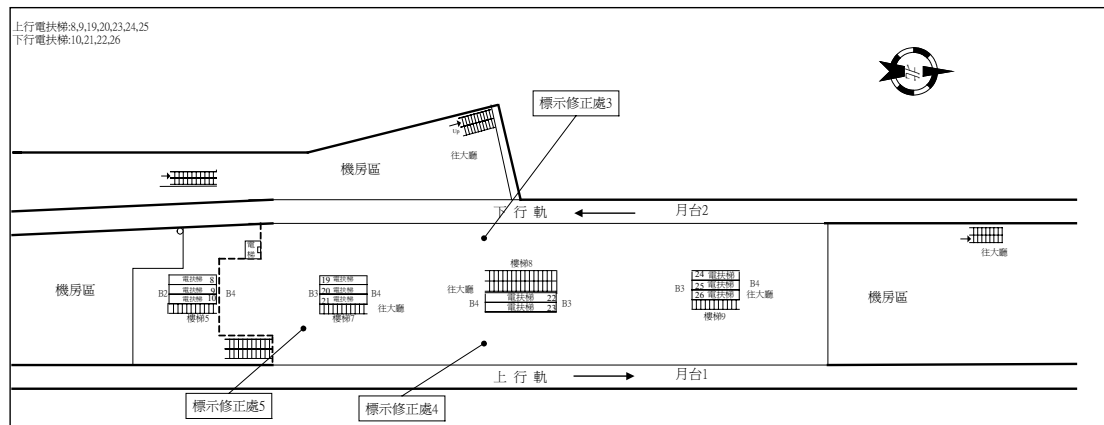 上行電扶梯:8,9,19,20,23,24,25
下行電扶梯:10,21,22,26
北
標示修正處3
Up
往大廳
機房區
下 行 軌
月台2
電梯
往大廳
機房區
B2
電扶梯 8
電扶梯 9
電扶梯 10
B4
樓梯5
B3
19 電扶梯
20 電扶梯
21 電扶梯
B4
往大廳
樓梯7
樓梯8
往大廳
B4
電扶梯 22
電扶梯 23
B3
B3
24 電扶梯
25 電扶梯
26 電扶梯
B4
往大廳
樓梯9
機房區
上 行 軌
月台1
標示修正處5
標示修正處4